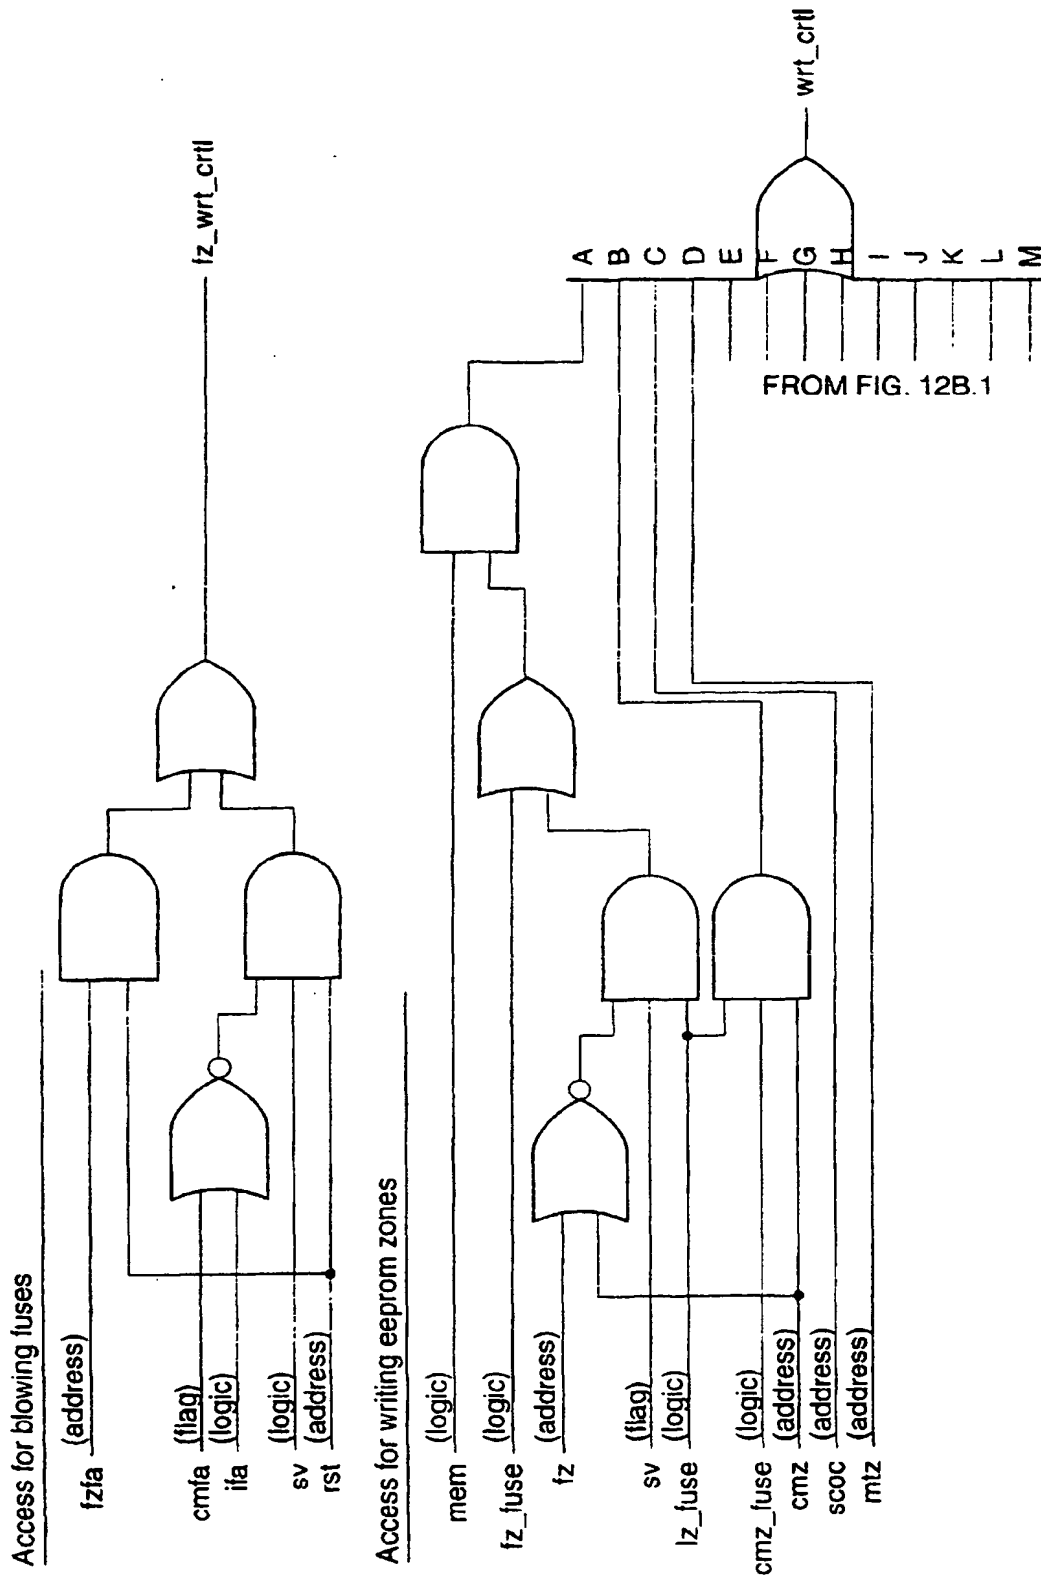 Access for blowing fuses
fzfa (address)
cmfa (flag)
ifa (logic)
sv (logic)
rst (address)
fz_wrt_crtl
Access for writing eeprom zones
mem (logic)
fz_fuse (logic)
fz (address)
sv (flag)
lz_fuse (logic)
cmz_fuse (logic)
cmz (address)
scoc (address)
mtz (address)
A
B
C
D
E
F
G
H
I
J
K
L
M
FROM FIG. 12B.1
wrt_crtl